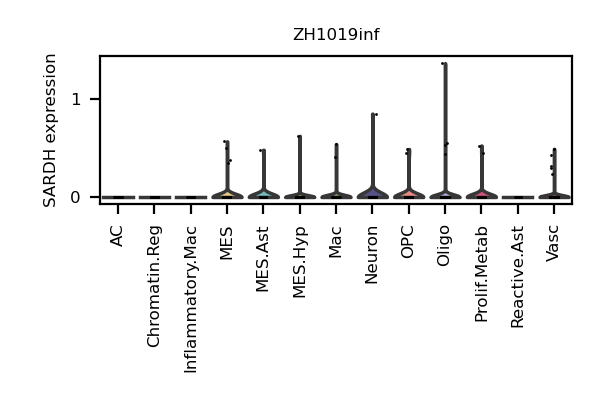 ZH1019inf
SARDH expression
1
0
AC
Chromatin.Reg
Inflammatory.Mac
MES
MES.Ast
MES.Hyp
Mac
Neuron
OPC
Oligo
Prolif.Metab
Reactive.Ast
Vasc